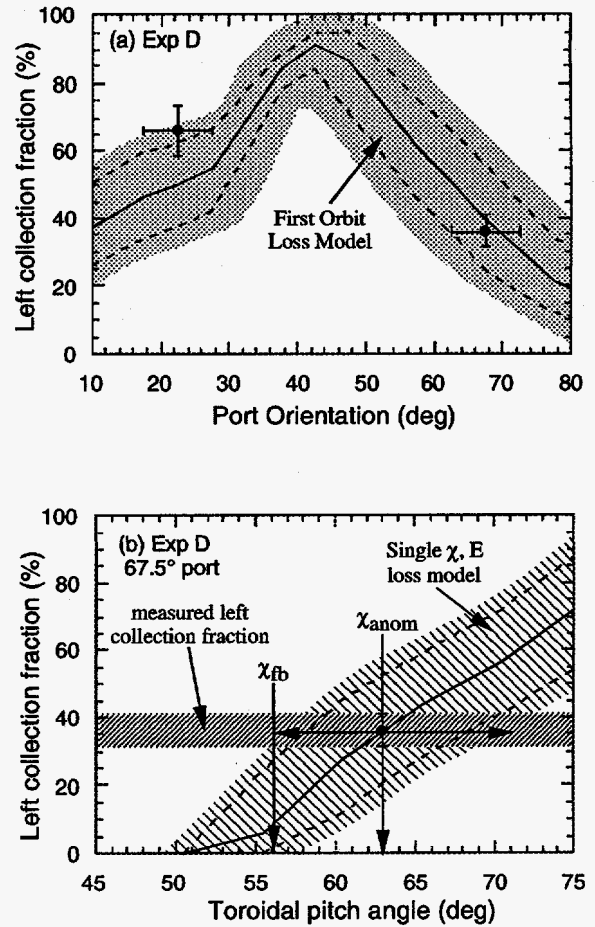 (a) Exp D
Left collection fraction (%)
100
80
60
40
20
0
First Orbit
Loss Model
10 20 30 40 50 60 70 80
Port Orientation (deg)
(b) Exp D
67.5° port
Left collection fraction (%)
100
80
60
40
20
0
measured left
collection fraction
Single χ, E
loss model
χfb
χanom
45 50 55 60 65 70 75
Toroidal pitch angle (deg)